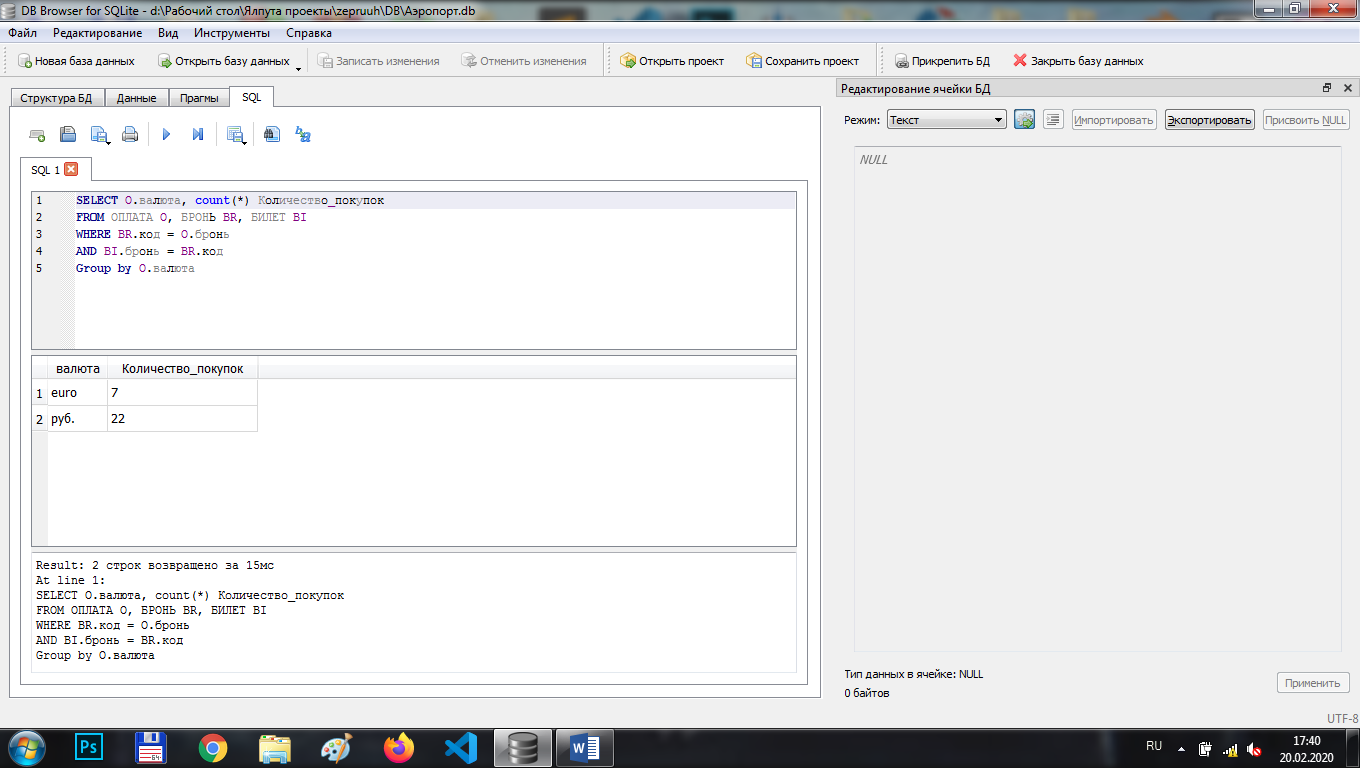 DB Browser for SQLite - d:\Рабочий стол\Ялпута проекты\zepruuh\DB\Аэропорт.db
Файл Редактирование Вид Инструменты Справка
Новая база данных Открыть базу данных Записать изменения Отменить изменения Открыть проект Сохранить проект Прикрепить БД Закрыть базу данных
Структура БД Данные Прагмы SQL
SQL 1
1 SELECT O.валюта, count(*) Количество_покупок
2 FROM ОПЛАТА O, БРОНЬ BR, БИЛЕТ BI
3 WHERE BR.код = O.бронь
4 AND BI.бронь = BR.код
5 Group by O.валюта
валюта Количество_покупок
1 euro 7
2 руб. 22
Result: 2 строк возвращено за 15мс
At line 1:
SELECT O.валюта, count(*) Количество_покупок
FROM ОПЛАТА O, БРОНЬ BR, БИЛЕТ BI
WHERE BR.код = O.бронь
AND BI.бронь = BR.код
Group by O.валюта
Редактирование ячейки БД
Режим: Текст Импортировать Экспортировать Присвоить NULL
NULL
Тип данных в ячейке: NULL
0 байтов
Применить
UTF-8
Ps 64 W RU 17:40
20.02.2020